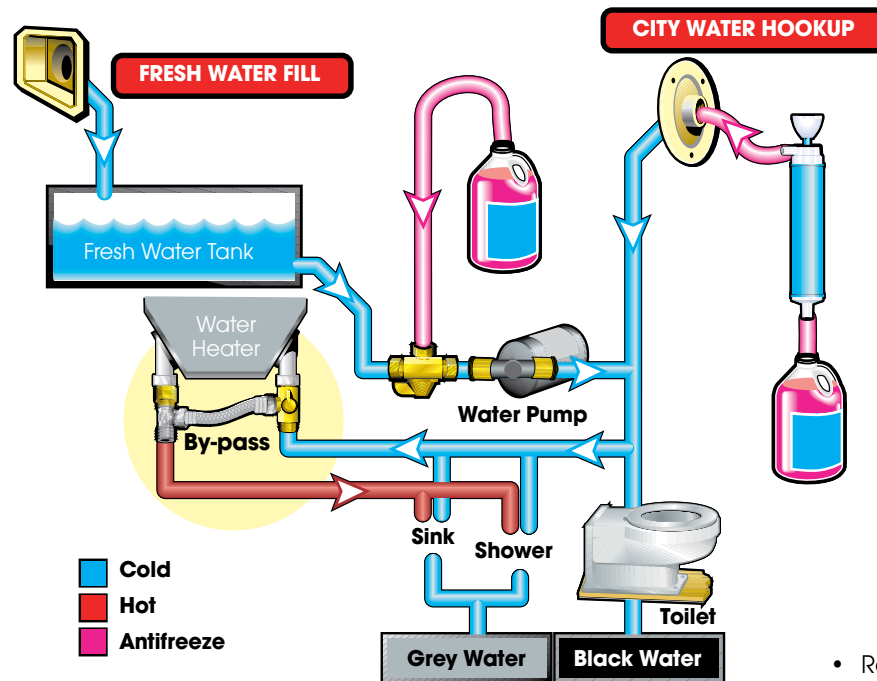 CITY WATER HOOKUP
FRESH WATER FILL
Fresh Water Tank
Water
Heater
Water Pump
By-pass
Sink
Shower
Cold
Hot
Antifreeze
Toilet
Grey Water
Black Water